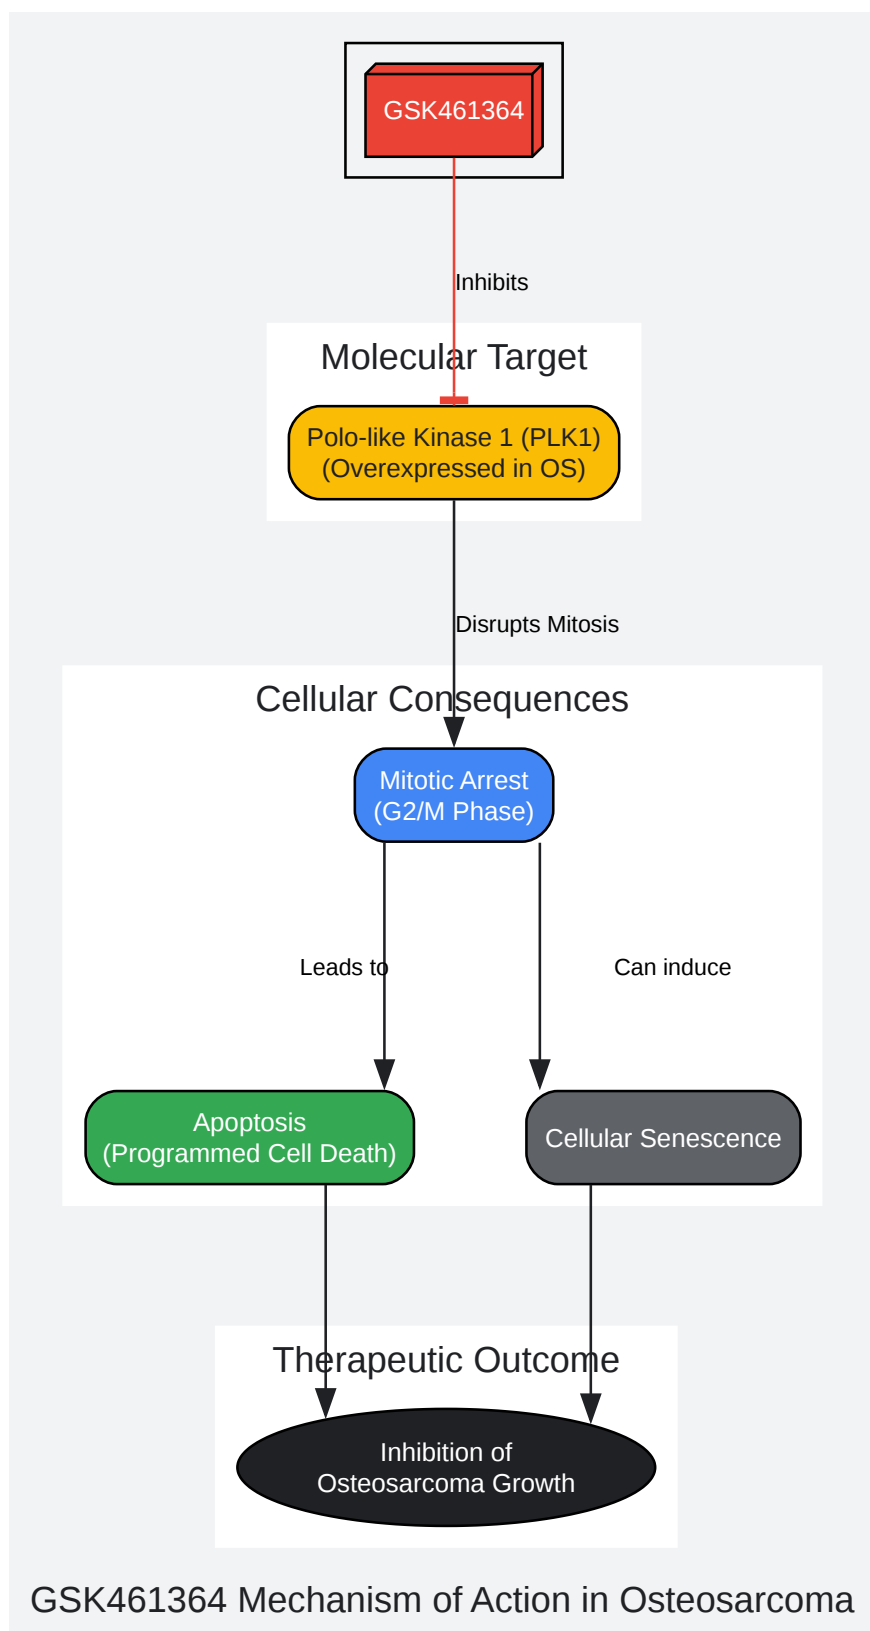 GSK461364
Inhibits
Molecular Target
Polo-like Kinase 1 (PLK1)
(Overexpressed in OS)
Disrupts Mitosis
Cellular Consequences
Mitotic Arrest
(G2/M Phase)
Leads to
Can induce
Apoptosis
(Programmed Cell Death)
Cellular Senescence
Therapeutic Outcome
Inhibition of
Osteosarcoma Growth
GSK461364 Mechanism of Action in Osteosarcoma